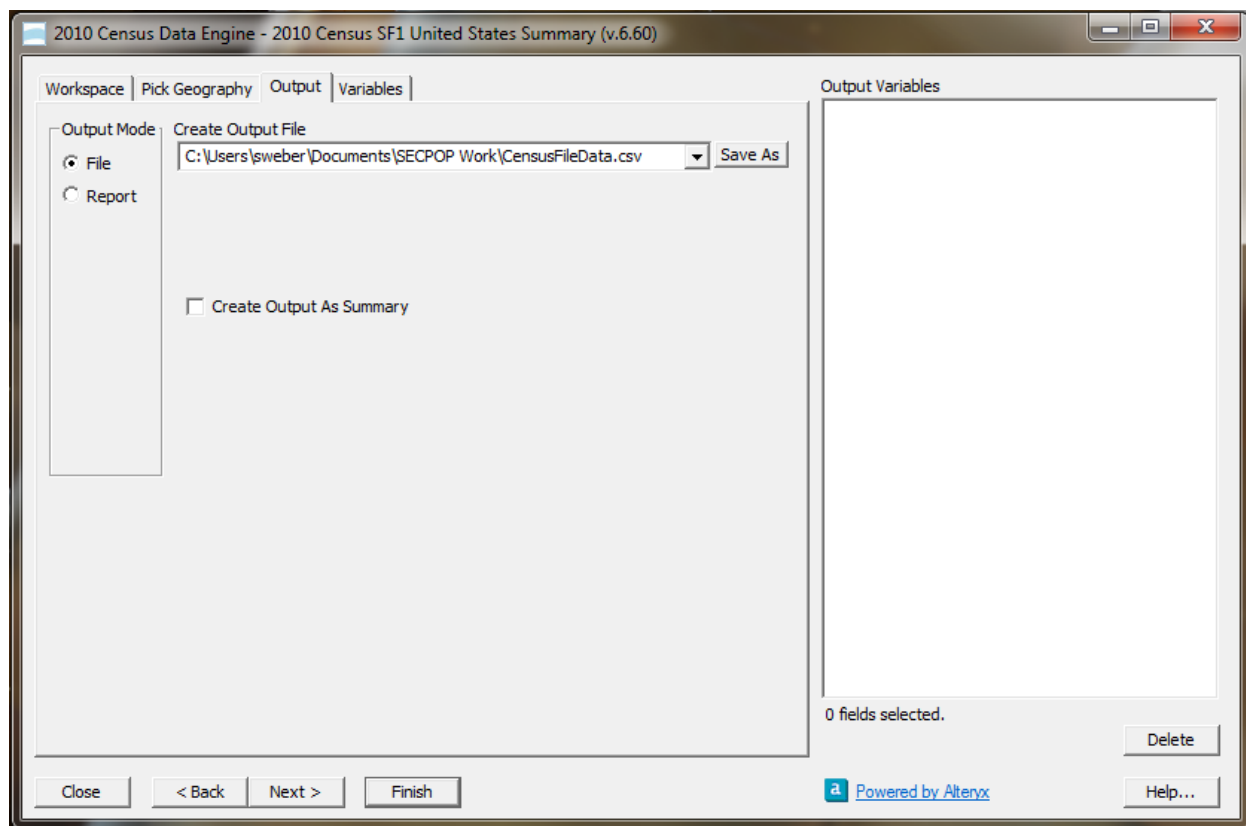 2010 Census Data Engine - 2010 Census SF1 United States Summary (v.6.60)
Workspace Pick Geography Output Variables
Output Mode
File
Report
Create Output File
C:\Users\sweber\Documents\SECPOP Work\CensusFileData.csv Save As
Create Output As Summary
Output Variables
0 fields selected.
Delete
Close < Back Next > Finish
a Powered by Alteryx
Help...